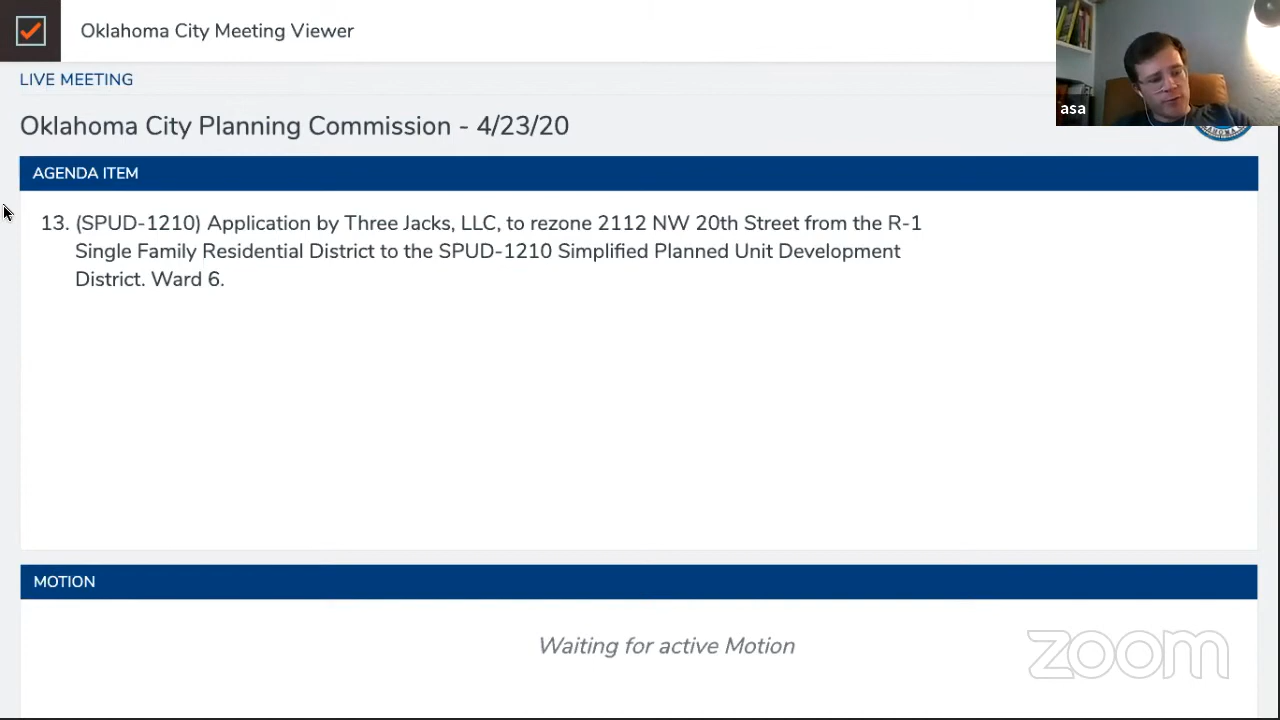 Oklahoma City Meeting Viewer
LIVE MEETING
asa
Oklahoma City Planning Commission - 4/23/20
AGENDA ITEM
13. (SPUD-1210) Application by Three Jacks, LLC, to rezone 2112 NW 20th Street from the R-1
Single Family Residential District to the SPUD-1210 Simplified Planned Unit Development
District. Ward 6.
MOTION
Waiting for active Motion
zoom